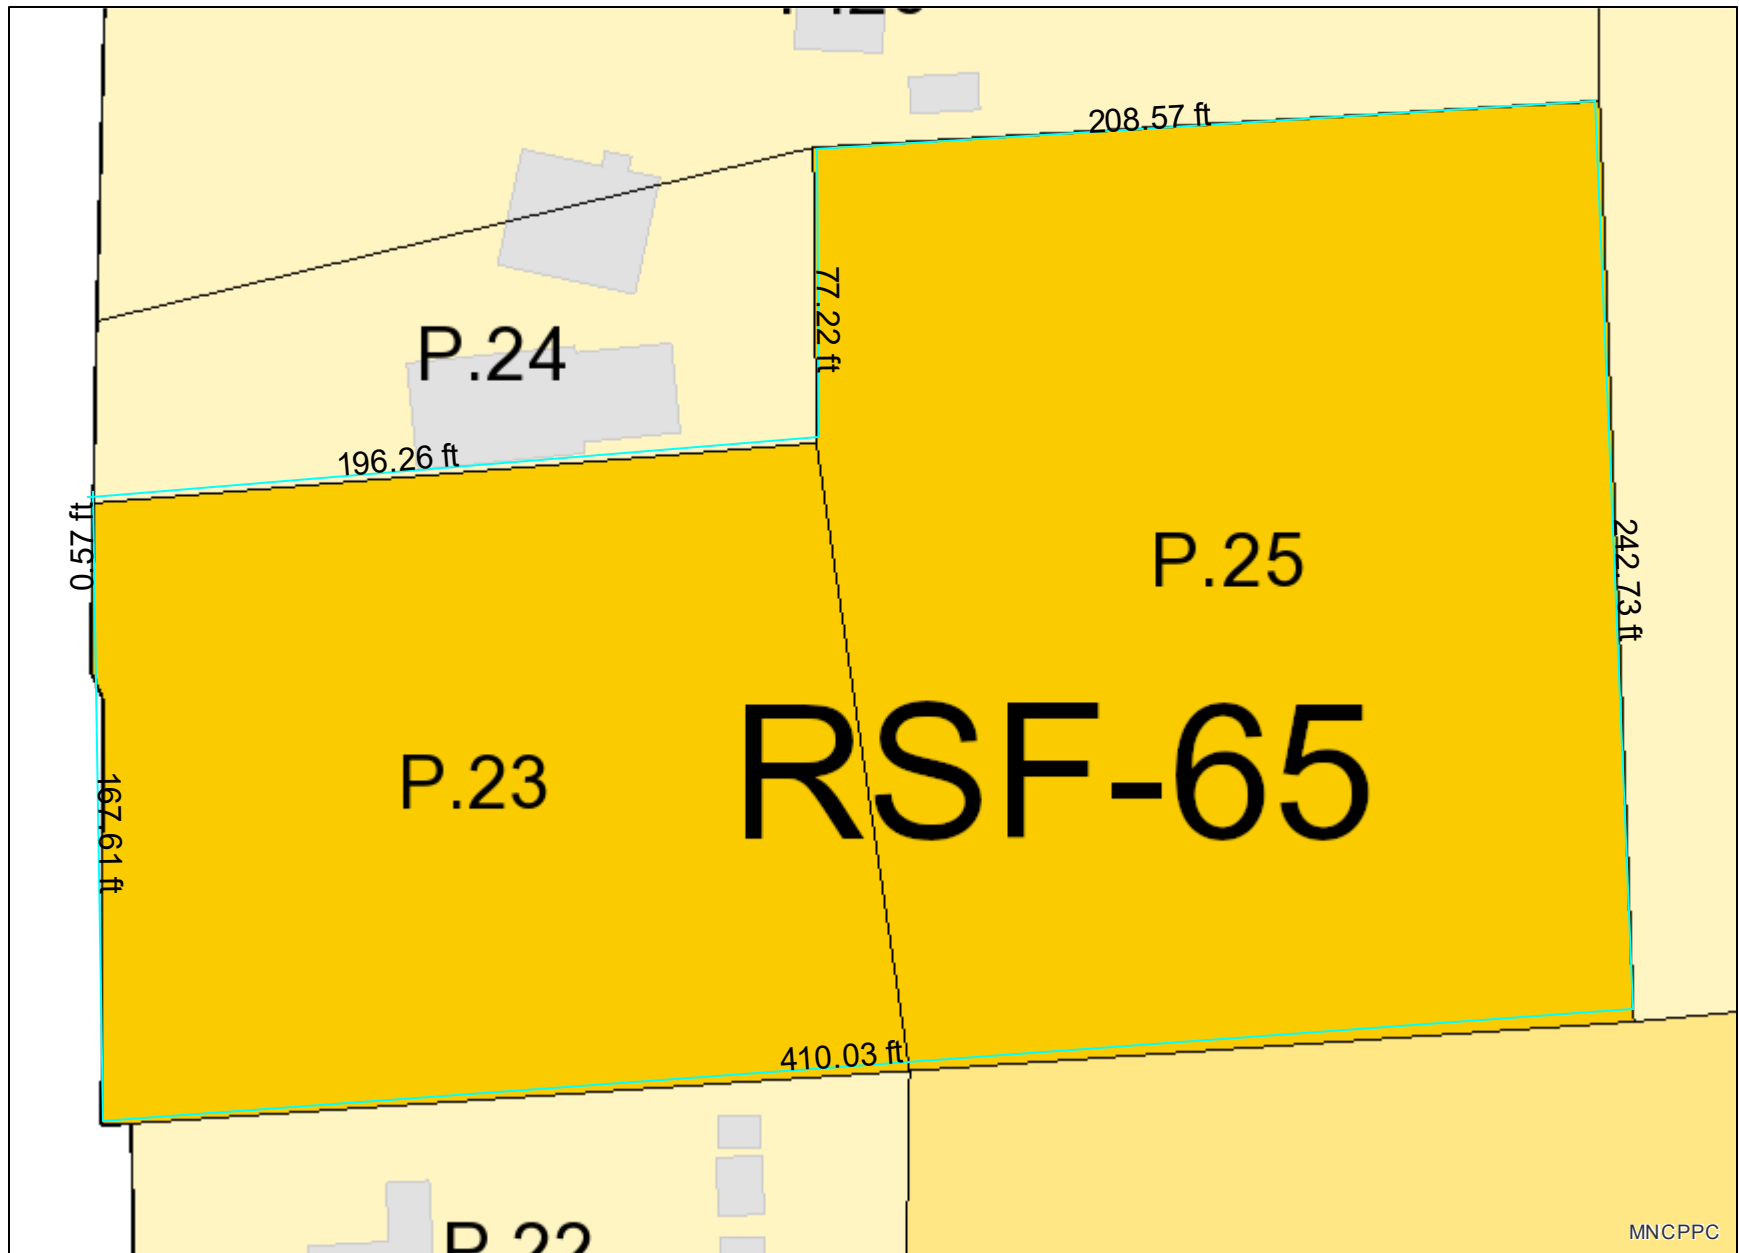 208.57 ft
77.22 ft
P.24
196.26 ft
0.57 ft
P.25
242.73 ft
RSF-65
P.23
167.61 ft
410.03 ft
P.22
MNCPPC